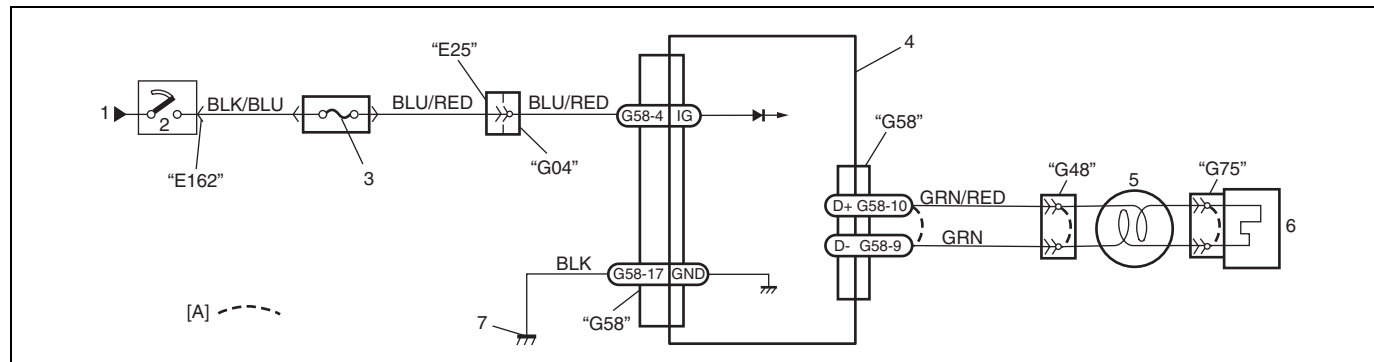 “E25”
4
1
2
BLK/BLU
BLU/RED
BLU/RED
G58-4 IG
“E162”
3
“G04”
“G58”
“G48”
5
“G75”
D+ G58-10
GRN/RED
6
D- G58-9
GRN
BLK
G58-17 GND
[A]
7
“G58”